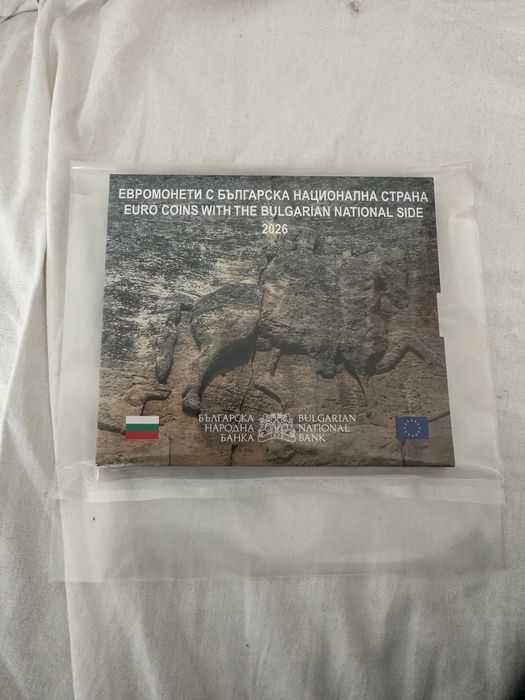 ЕВРОМОНЕТИ С БЪЛГАРСКА НАЦИОНАЛНА СТРАНА
EURO COINS WITH THE BULGARIAN NATIONAL SIDE
2026
БЪЛГАРСКА
НАРОДНА
БАНКА
BULGARIAN
NATIONAL
BANK